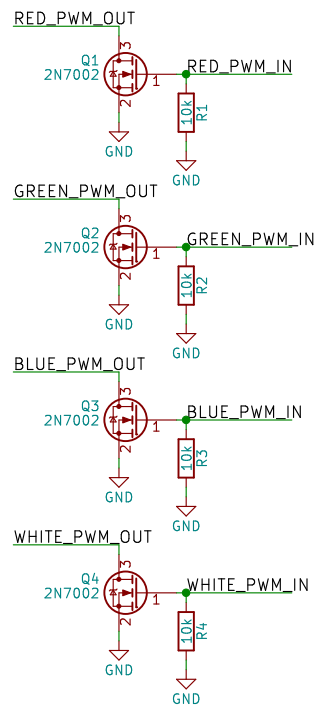 RED_PWM_OUT
3
Q1
2N7002
RED_PWM_IN
1
2
10k
R1
GND
GND
GREEN_PWM_OUT
3
Q2
2N7002
GREEN_PWM_IN
1
2
10k
R2
GND
GND
BLUE_PWM_OUT
3
Q3
2N7002
BLUE_PWM_IN
1
2
10k
R3
GND
GND
WHITE_PWM_OUT
3
Q4
2N7002
WHITE_PWM_IN
1
2
10k
R4
GND
GND